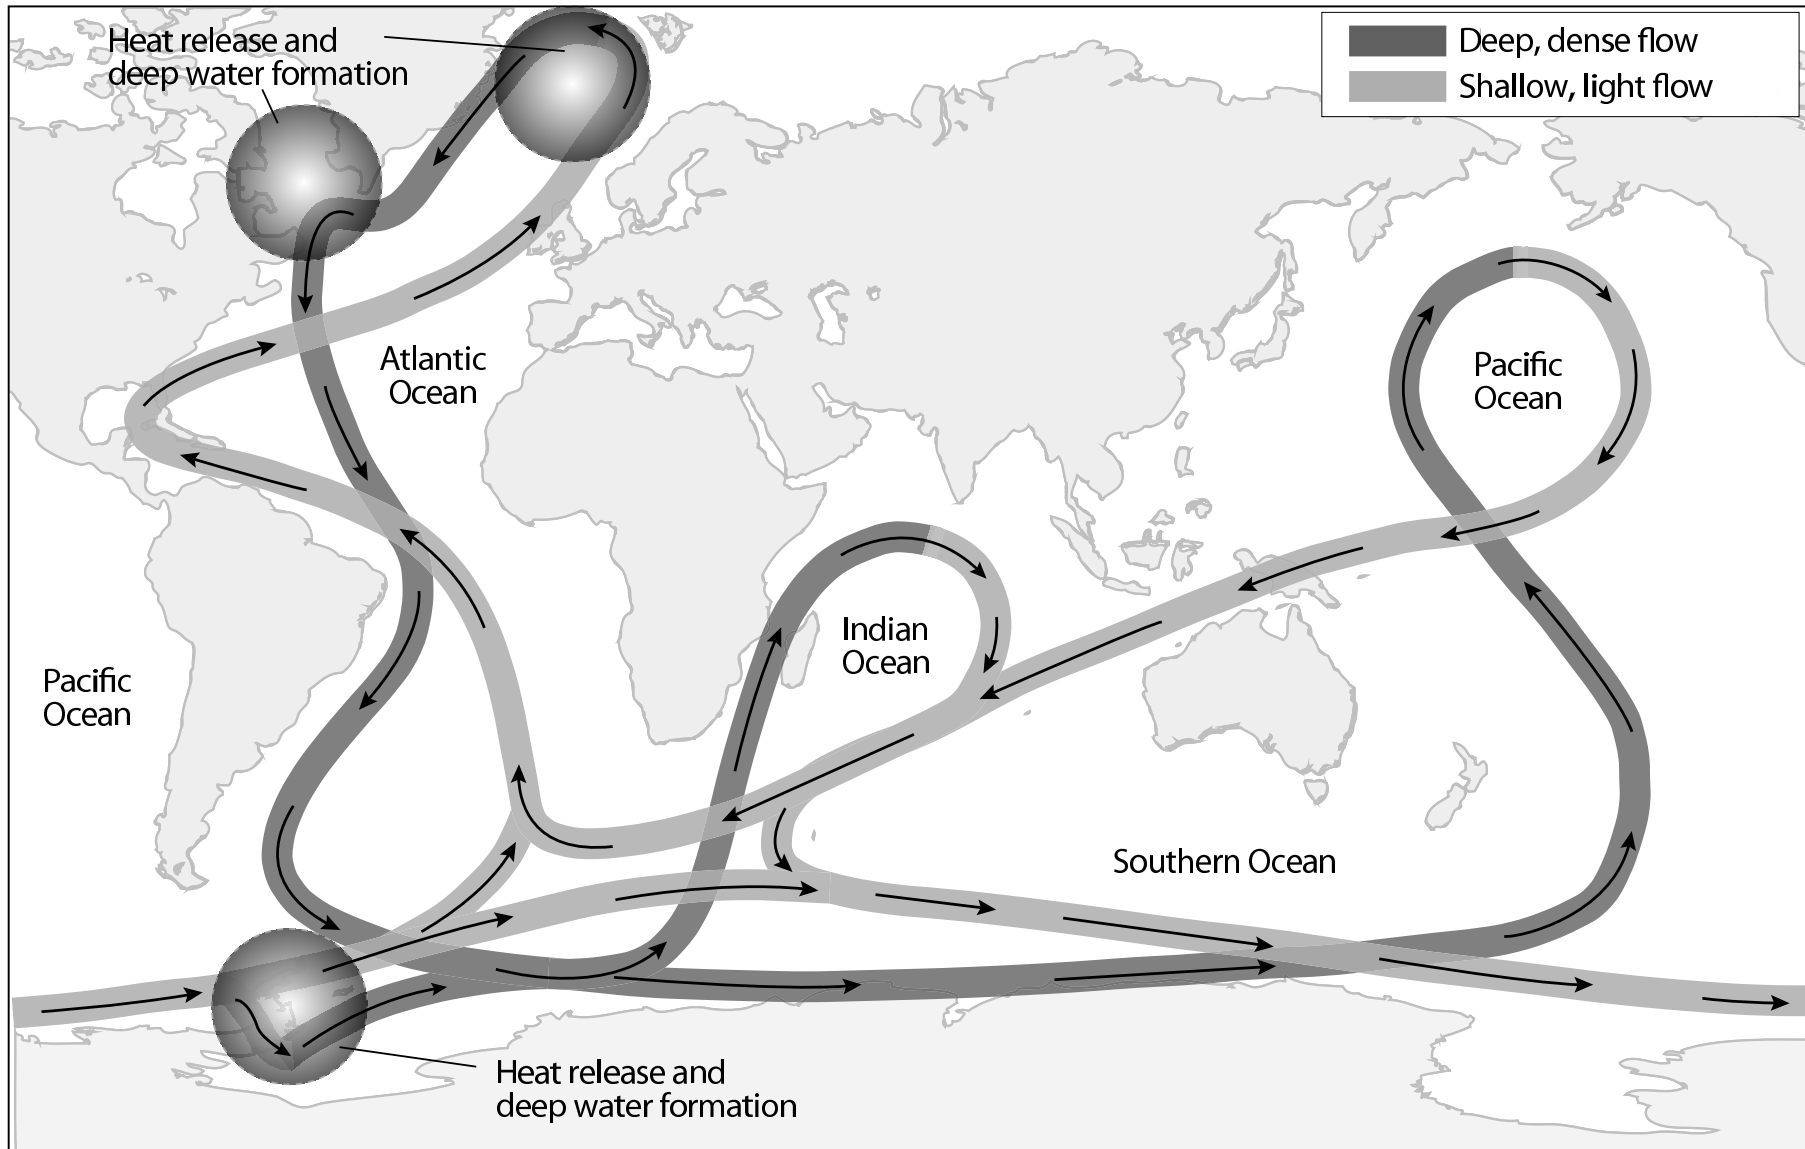 Heat release and
deep water formation
Deep, dense flow
Shallow, light flow
Atlantic
Ocean
Pacific
Ocean
Indian
Ocean
Pacific
Ocean
Southern Ocean
Heat release and
deep water formation